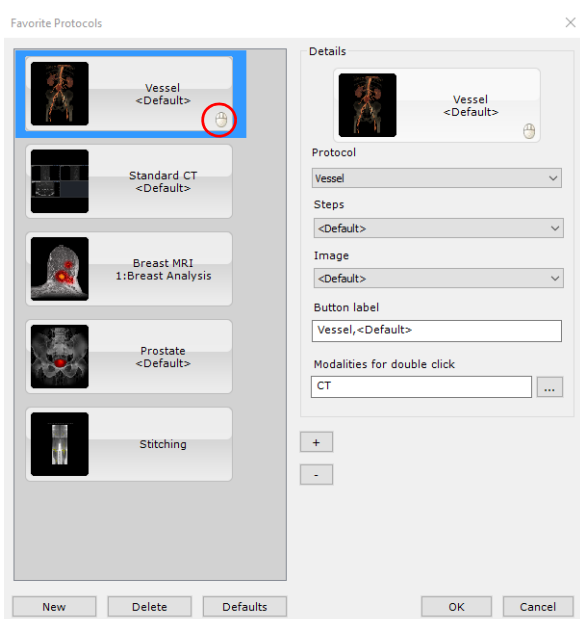 Favorite Protocols
Vessel
<Default>
Standard CT
<Default>
Breast MRI
1:Breast Analysis
Prostate
<Default>
Stitching
New
Delete
Defaults
Details
Vessel
<Default>
Protocol
Vessel
Steps
<Default>
Image
<Default>
Button label
Vessel,<Default>
Modalities for double click
CT
...
+
-
OK
Cancel